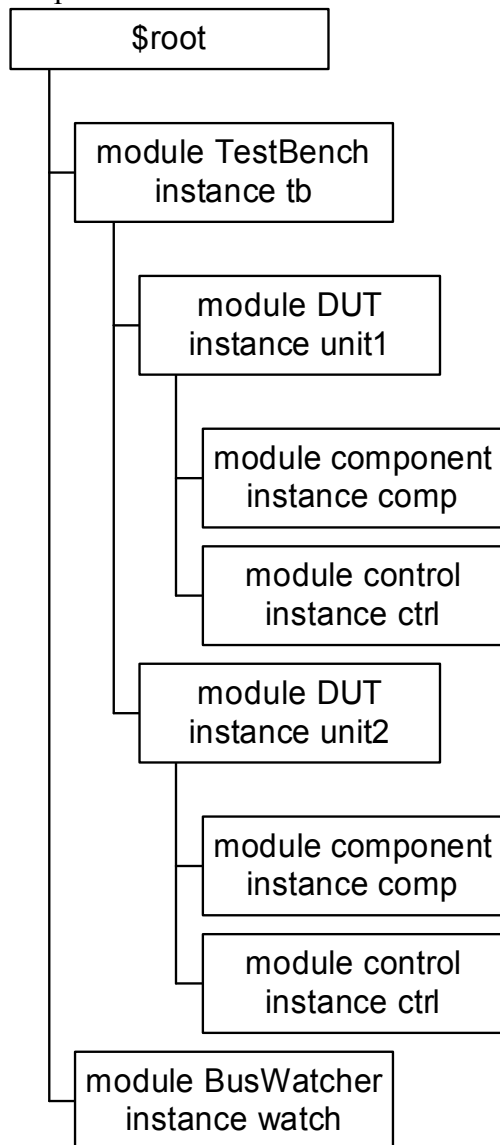 $root
module TestBench
instance tb
module DUT
instance unit1
module component
instance comp
module control
instance ctrl
module DUT
instance unit2
module component
instance comp
module control
instance ctrl
module BusWatcher
instance watch